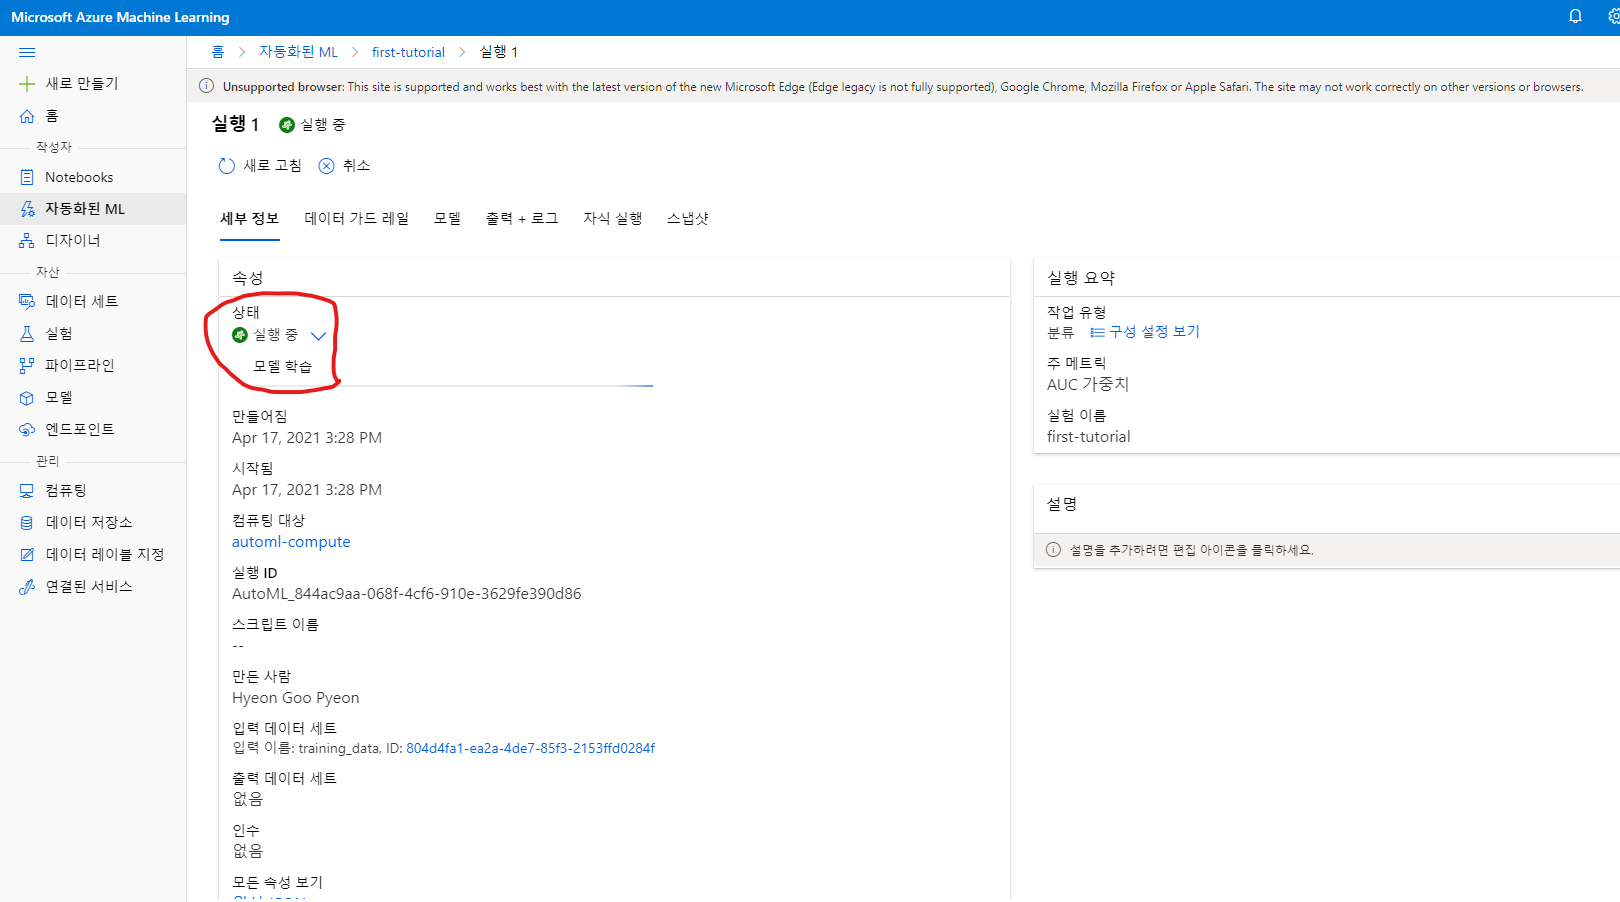 Microsoft Azure Machine Learning
홈 > 자동화된 ML > first-tutorial > 실행 1
새로 만들기
홈
작성자
Notebooks
자동화된 ML
디자이너
자산
데이터 세트
실험
파이프라인
모델
엔드포인트
관리
컴퓨팅
데이터 저장소
데이터 레이블 지정
연결된 서비스
Unsupported browser: This site is supported and works best with the latest version of the new Microsoft Edge (Edge legacy is not fully supported), Google Chrome, Mozilla Firefox or Apple Safari. The site may not work correctly on other versions or browsers.
실행 1 실행 중
새로 고침 취소
세부 정보 데이터 가드 레일 모델 출력 + 로그 자식 실행 스냅샷
속성
상태
실행 중
모델 학습
만들어짐
Apr 17, 2021 3:28 PM
시작됨
Apr 17, 2021 3:28 PM
컴퓨팅 대상
automl-compute
실행 ID
AutoML_844ac9aa-068f-4cf6-910e-3629fe390d86
스크립트 이름
--
만든 사람
Hyeon Goo Pyeon
입력 데이터 세트
입력 이름: training_data, ID: 804d4fa1-ea2a-4de7-85f3-2153ffd0284f
출력 데이터 세트
없음
인수
없음
모든 속성 보기
실행 요약
작업 유형
분류 구성 설정 보기
주 메트릭
AUC 가중치
실험 이름
first-tutorial
설명
설명을 추가하려면 편집 아이콘을 클릭하세요.